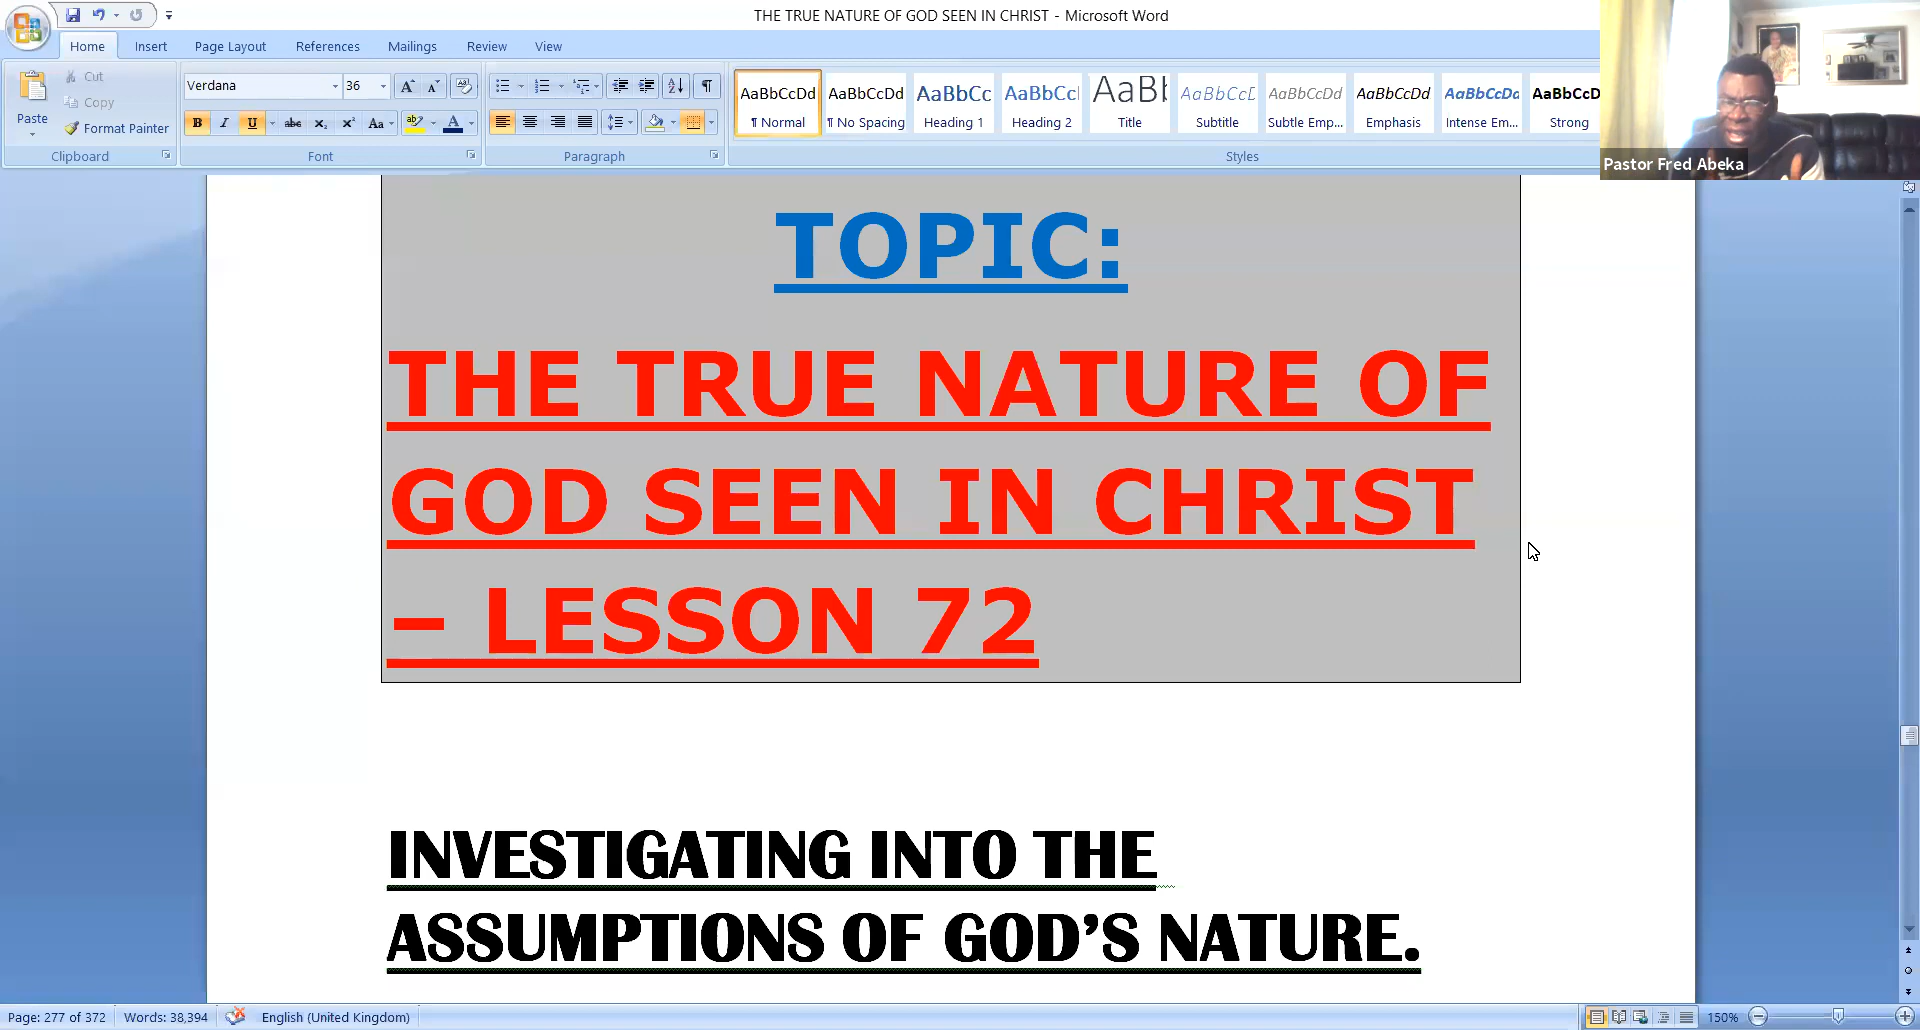 THE TRUE NATURE OF GOD SEEN IN CHRIST - Microsoft Word
Home Insert Page Layout References Mailings Review View
Paste
Cut
Copy
Format Painter
Clipboard
Verdana 36
Font
Paragraph
AaBbCcDd AaBbCcDd AaBbCc AaBbCc AaBb AaBbCcD AaBbCcDd AaBbCcDd AaBbCcDd AaBbCcD
¶ Normal ¶ No Spacing Heading 1 Heading 2 Title Subtitle Subtle Emp... Emphasis Intense Em... Strong
Styles
Pastor Fred Abeka
TOPIC:
THE TRUE NATURE OF
GOD SEEN IN CHRIST
– LESSON 72
INVESTIGATING INTO THE
ASSUMPTIONS OF GOD’S NATURE.
Page: 277 of 372 Words: 38,394 English (United Kingdom) 150%